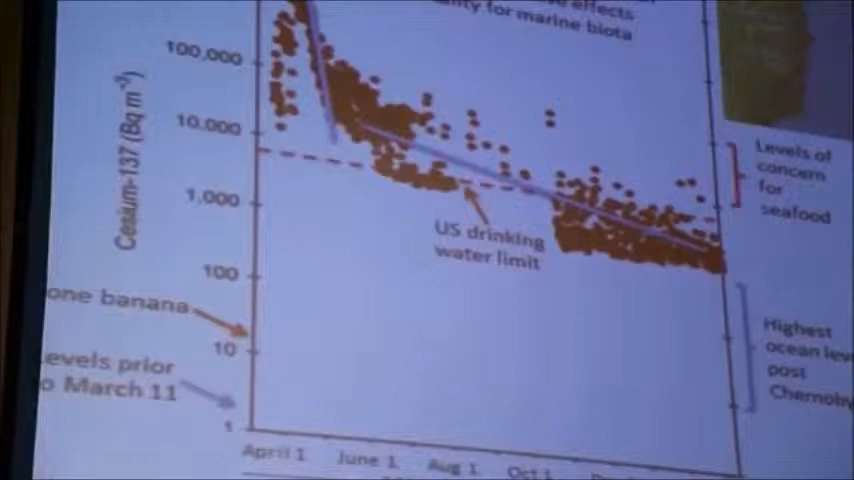 effects
for marine biota
100,000
10.000
1,000
100
10
1
Cesium-137 (Bq m⁻³)
US drinking
water limit
one banana
evels prior
o March 11
Levels of
concern
for
seafood
Highest
ocean lev
post
Chernoby
April 1
June 1
Aug 1
Oct 1